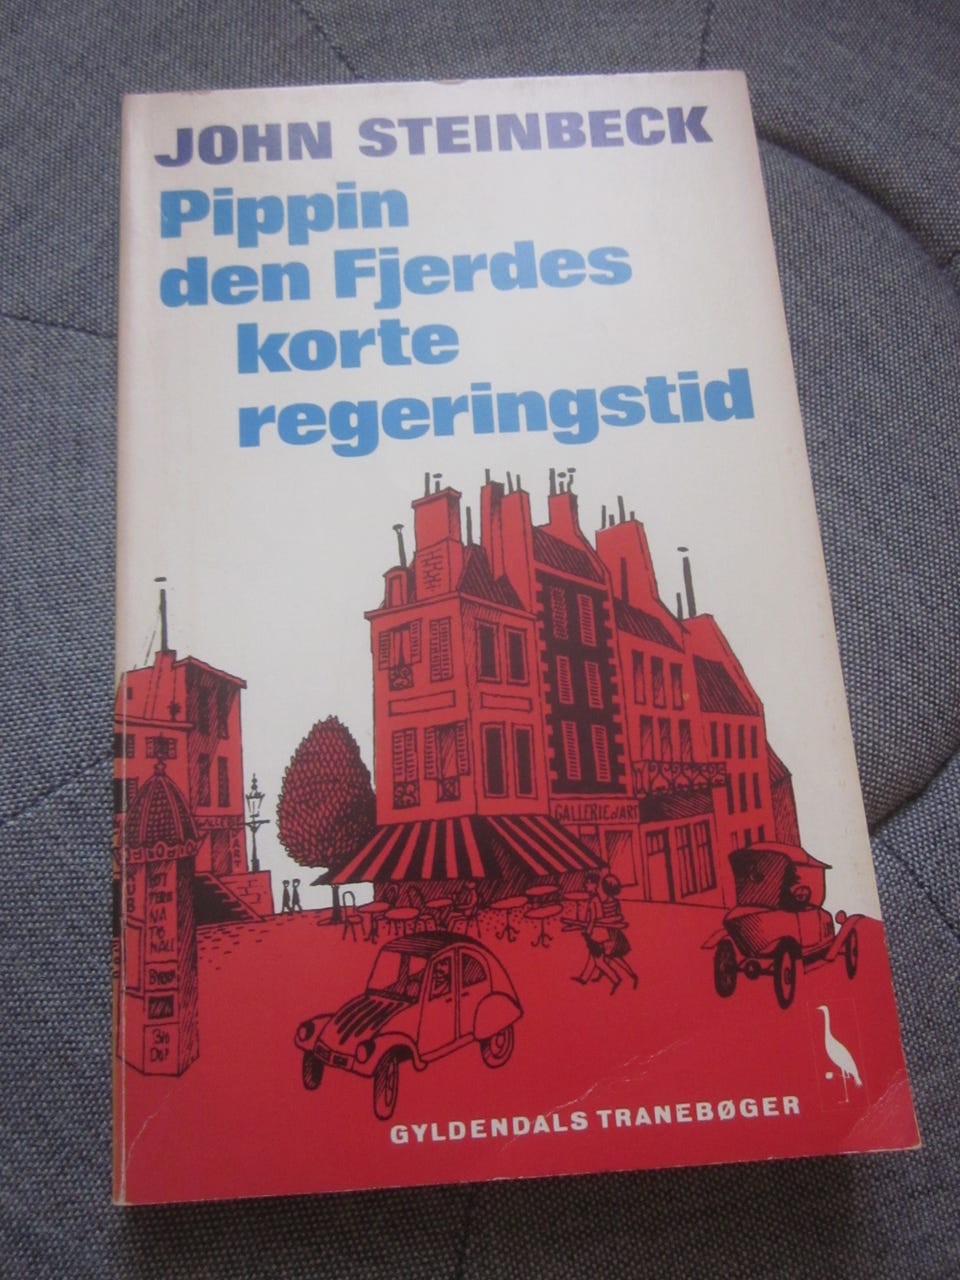 JOHN STEINBECK
Pippin
den Fjerdes
korte
regeringstid
GALLERIE d'ART
GYLDENDALS TRANEBØGER